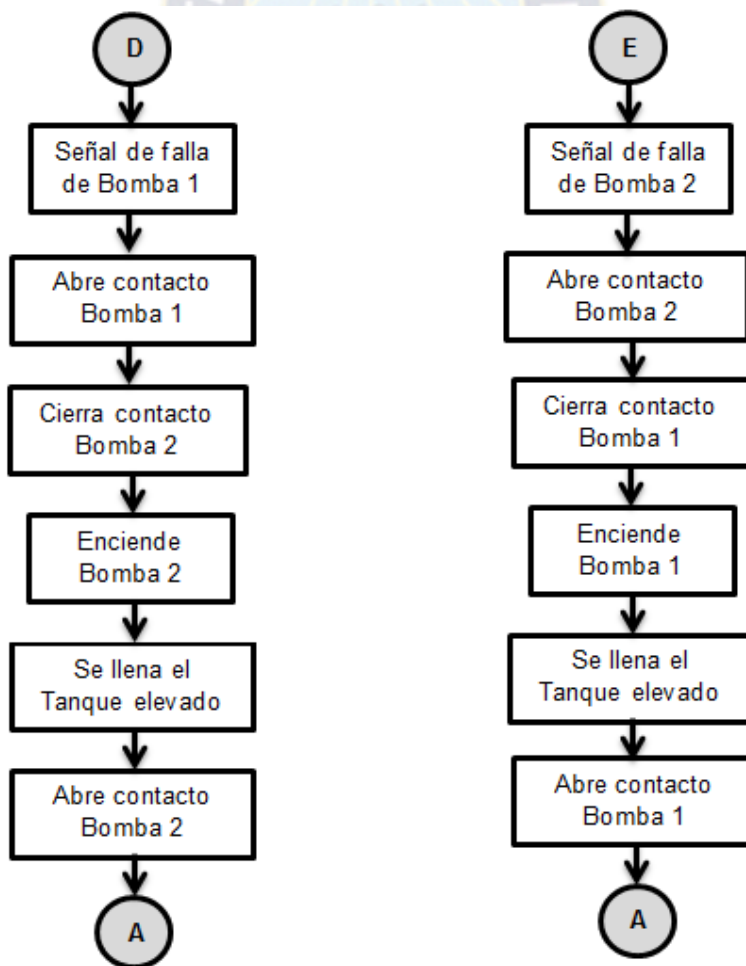 D
Señal de falla
de Bomba 1
Abre contacto
Bomba 1
Cierra contacto
Bomba 2
Enciende
Bomba 2
Se llena el
Tanque elevado
Abre contacto
Bomba 2
A
E
Señal de falla
de Bomba 2
Abre contacto
Bomba 2
Cierra contacto
Bomba 1
Enciende
Bomba 1
Se llena el
Tanque elevado
Abre contacto
Bomba 1
A